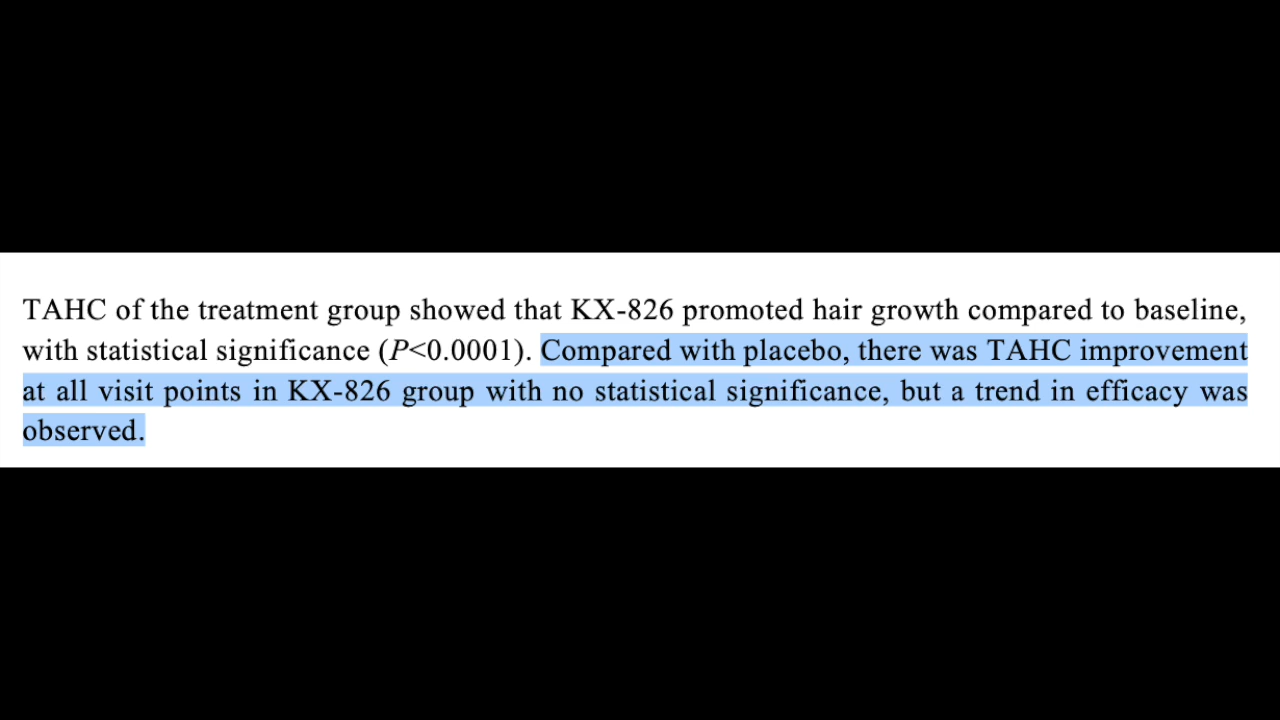 TAHC of the treatment group showed that KX-826 promoted hair growth compared to baseline,
with statistical significance (P<0.0001). Compared with placebo, there was TAHC improvement
at all visit points in KX-826 group with no statistical significance, but a trend in efficacy was
observed.